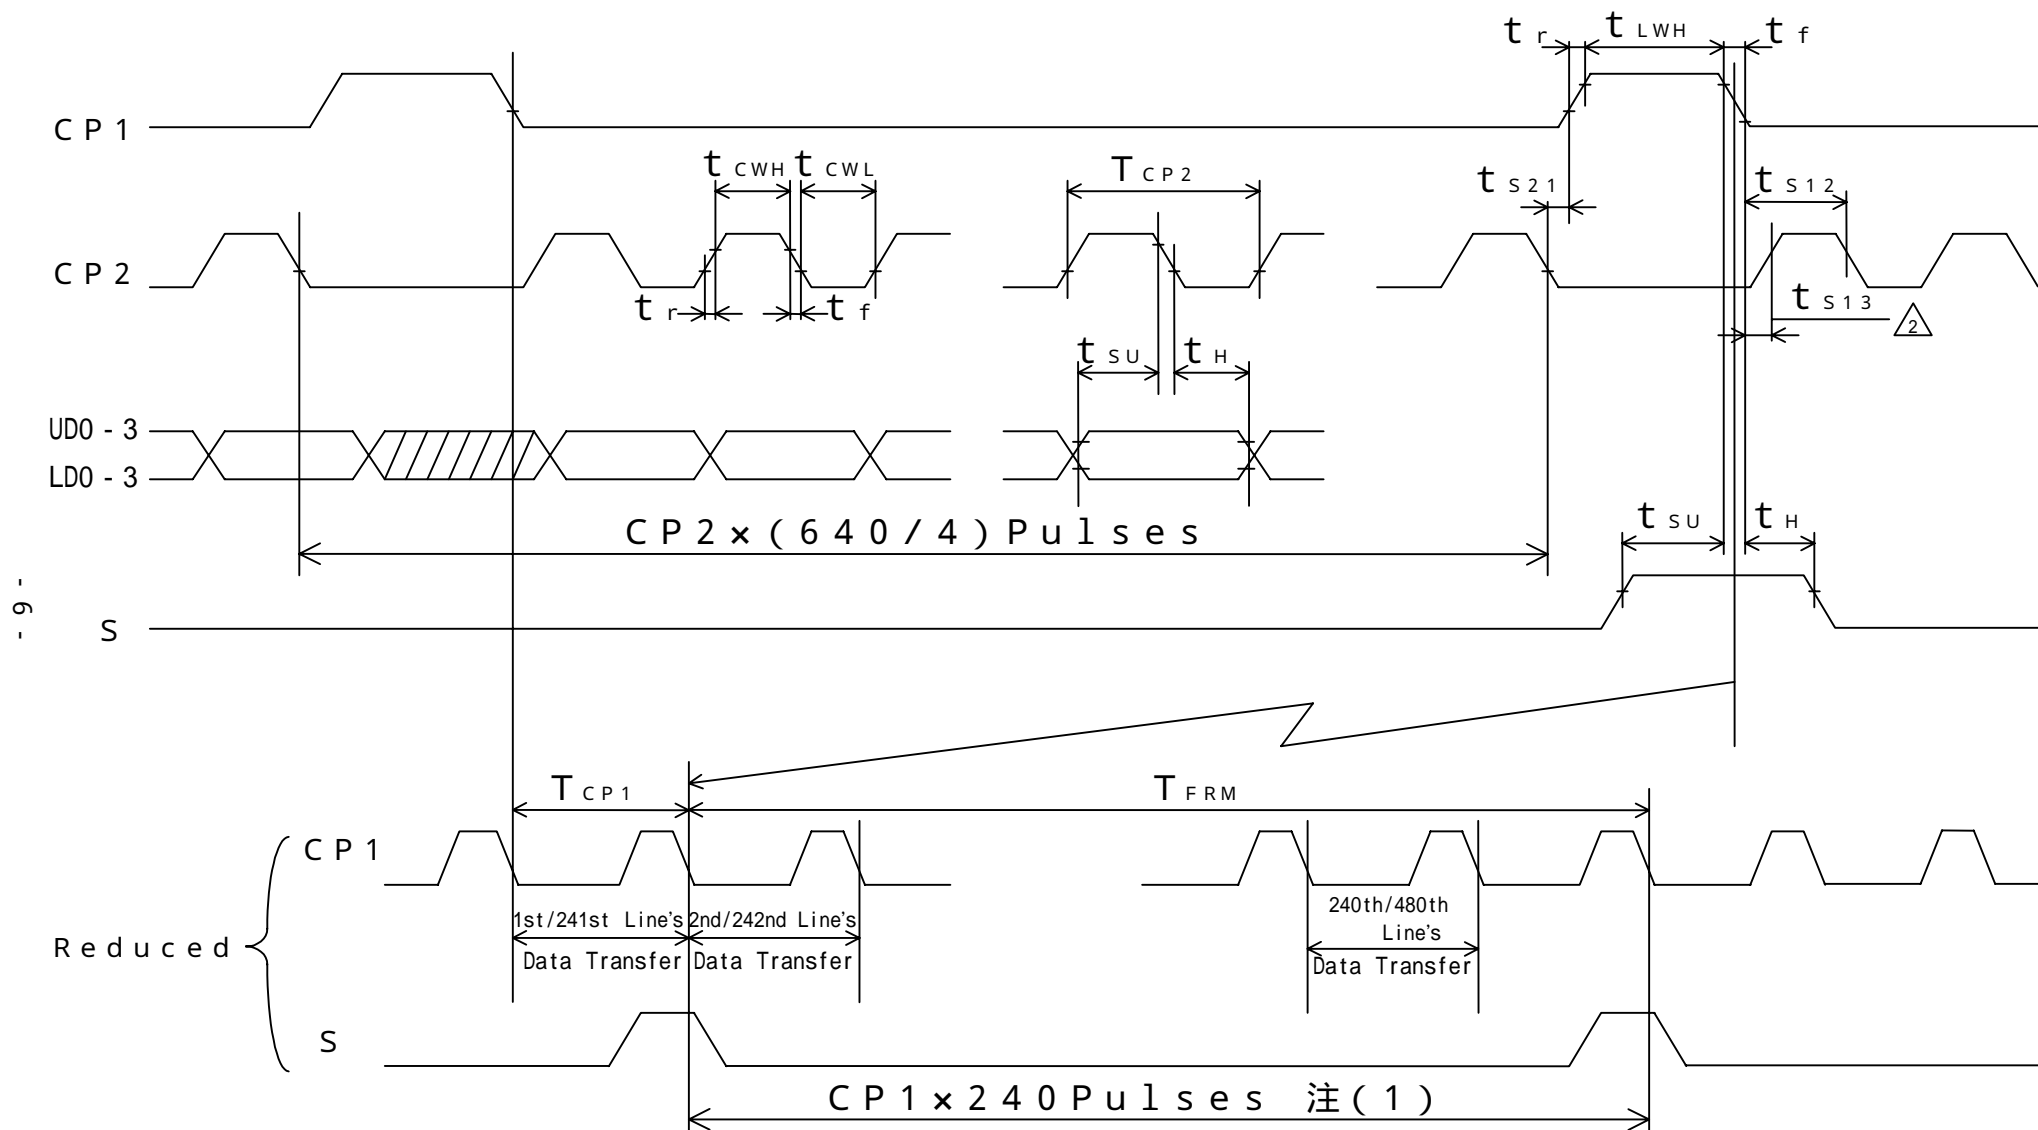 t r
t LWH
t f
CP1
t CWH
t CWL
T CP2
t S21
t S12
CP2
t r
t f
t S13
2
t SU
t H
UD0-3
LD0-3
CP2×(640/4)Pulses
t SU
t H
- 9 -
S
T CP1
T FRM
CP1
1st/241st Line's
Data Transfer
2nd/242nd Line's
Data Transfer
240th/480th
Line's
Data Transfer
Reduced
S
CP1×240Pulses 注(1)